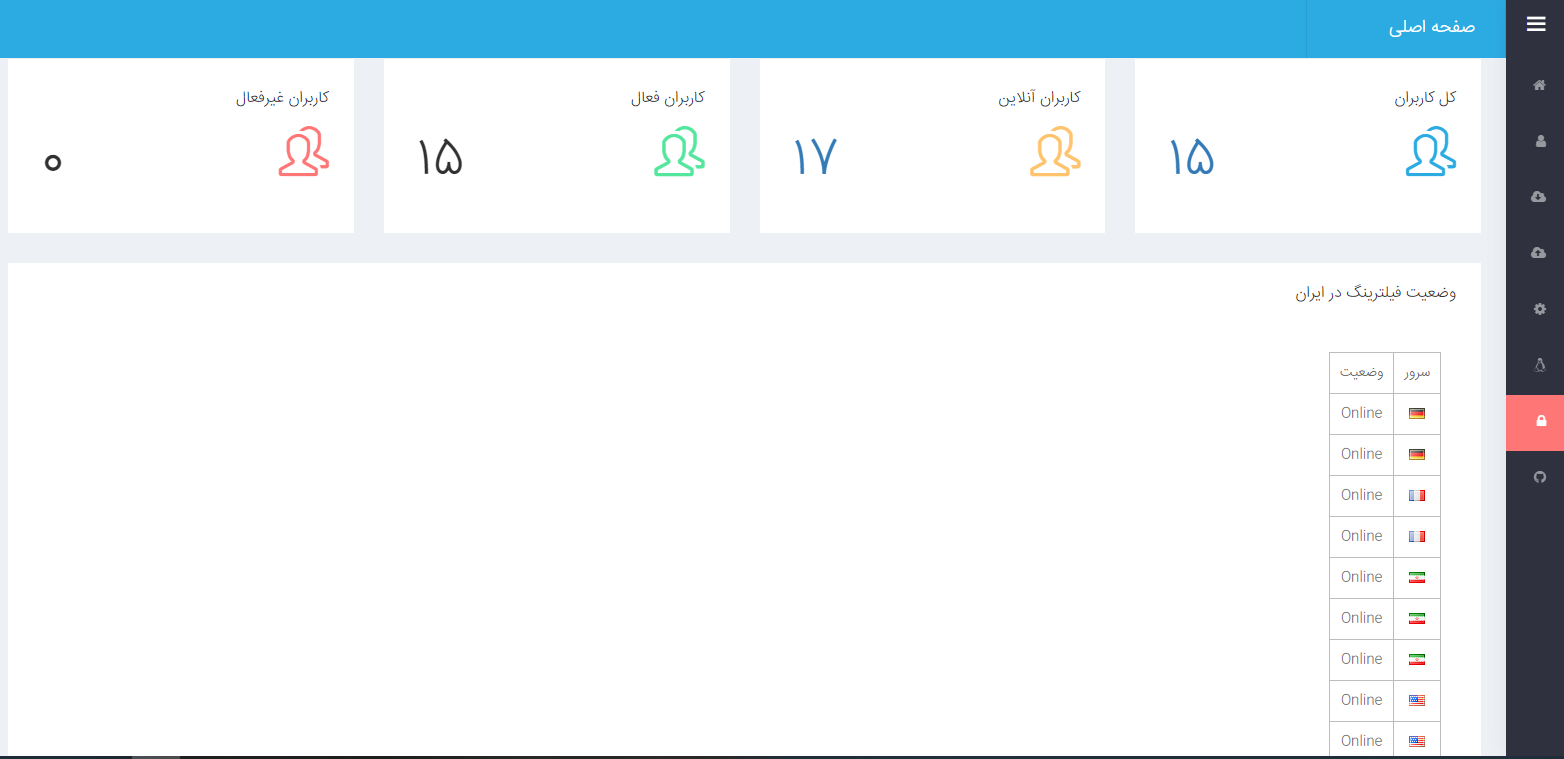 صفحه اصلی
کل کاربران
۱۵
کاربران آنلاین
۱۷
کاربران فعال
۱۵
کاربران غیرفعال
۰
وضعیت فیلترینگ در ایران
سرور وضعیت
Online
Online
Online
Online
Online
Online
Online
Online
Online